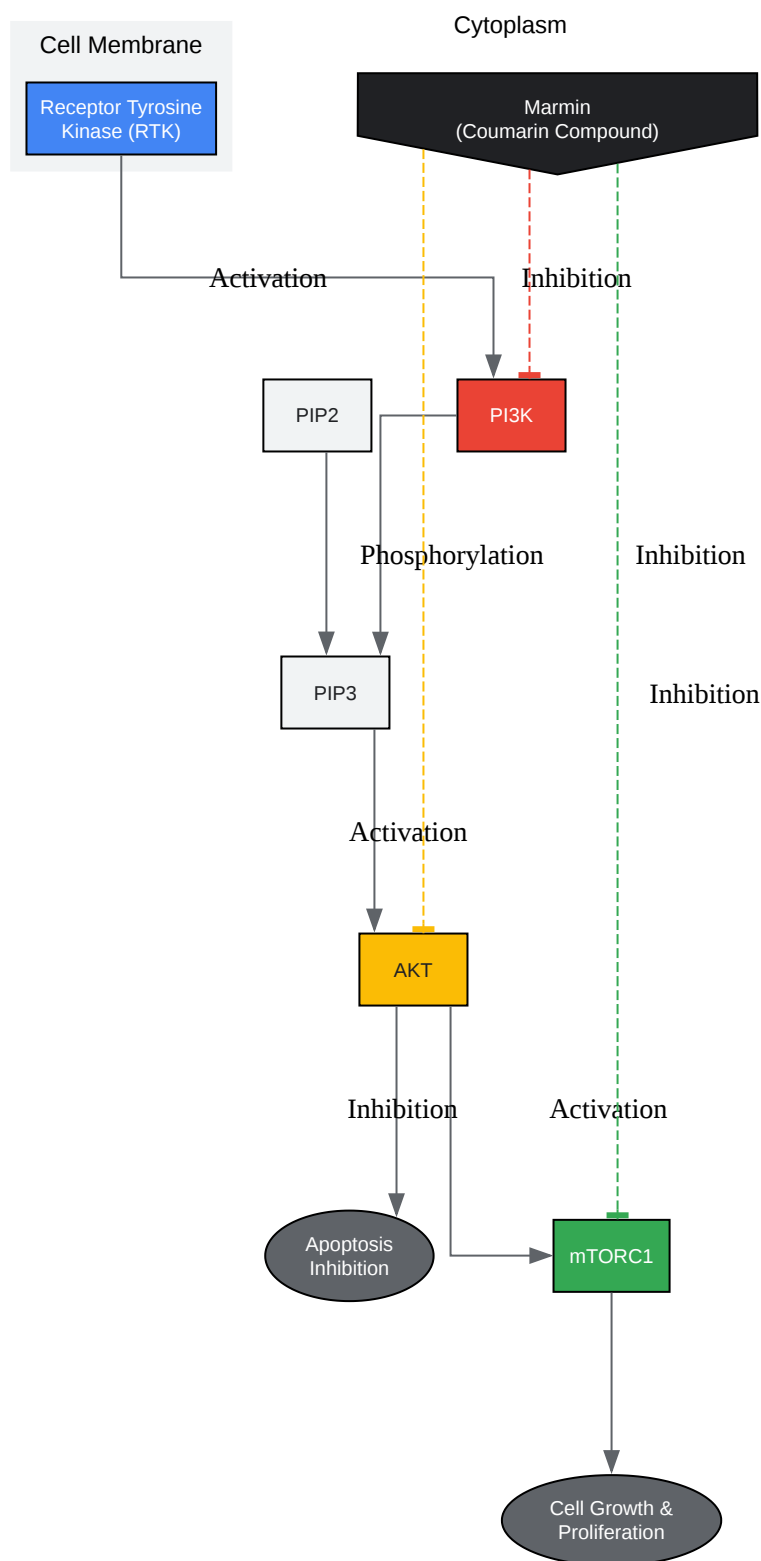 Cytoplasm
Cell Membrane
Receptor Tyrosine
Kinase (RTK)
Marmin
(Coumarin Compound)
Activation
Inhibition
PIP2
PI3K
Phosphorylation
Inhibition
PIP3
Inhibition
Activation
AKT
Inhibition
Activation
Apoptosis
Inhibition
mTORC1
Cell Growth &
Proliferation